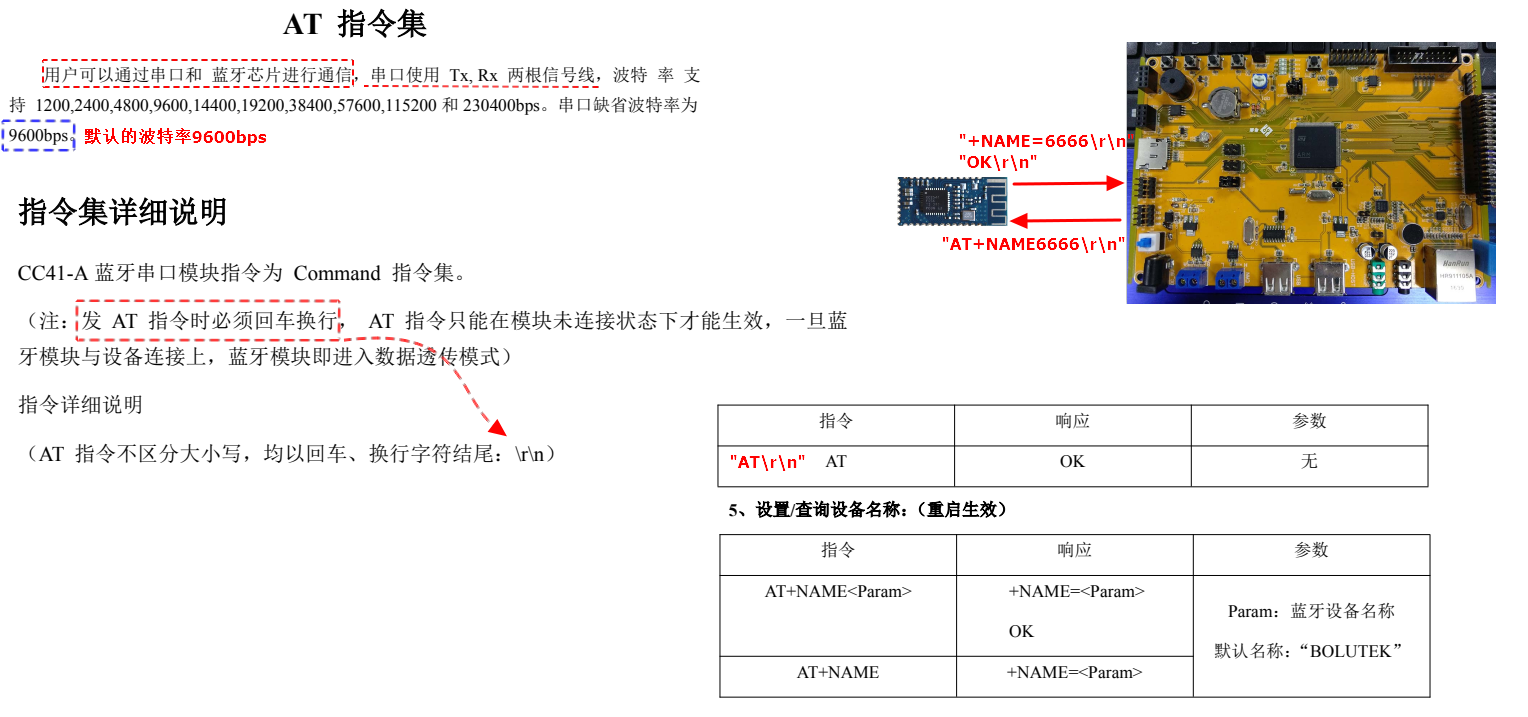 AT 指令集
用户可以通过串口和 蓝牙芯片进行通信，串口使用 Tx, Rx 两根信号线，波特 率 支
持 1200,2400,4800,9600,14400,19200,38400,57600,115200 和 230400bps。串口缺省波特率为
9600bps。 默认的波特率9600bps
指令集详细说明
CC41-A 蓝牙串口模块指令为 Command 指令集。
（注：发 AT 指令时必须回车换行， AT 指令只能在模块未连接状态下才能生效，一旦蓝
牙模块与设备连接上，蓝牙模块即进入数据透传模式）
指令详细说明
（AT 指令不区分大小写，均以回车、换行字符结尾：\r\n）
"+NAME=6666\r\n"
"OK\r\n"
"AT+NAME6666\r\n"
HanRun
HR911105A
指令 响应 参数
"AT\r\n" AT OK 无
5、设置/查询设备名称：（重启生效）
指令 响应 参数
AT+NAME<Param> +NAME=<Param>
OK
Param：蓝牙设备名称
默认名称：“BOLUTEK”
AT+NAME +NAME=<Param>